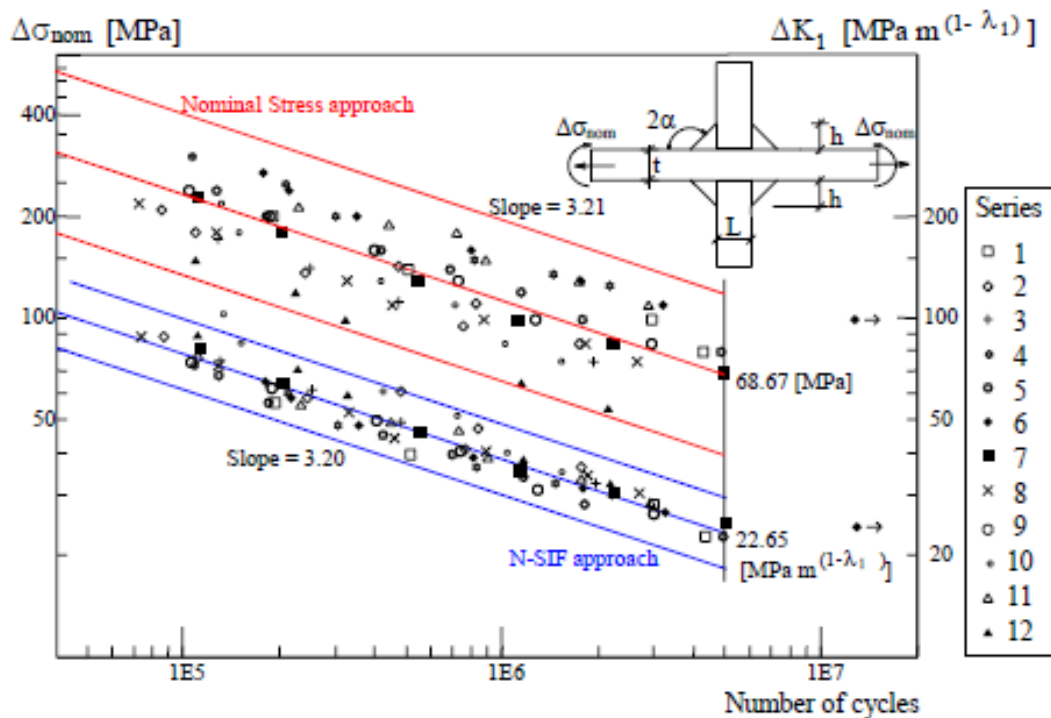 Δσnom [MPa]
ΔK1 [MPa m(1- λ1)]
400
200
100
50
Nominal Stress approach
Slope = 3.21
Δσnom
2α
h
Δσnom
t
h
L
200
100
50
20
68.67 [MPa]
Slope = 3.20
N-SIF approach
22.65
[MPa m(1-λ1)]
1E5
1E6
1E7
Number of cycles
Series
1
2
3
4
5
6
7
8
9
10
11
12